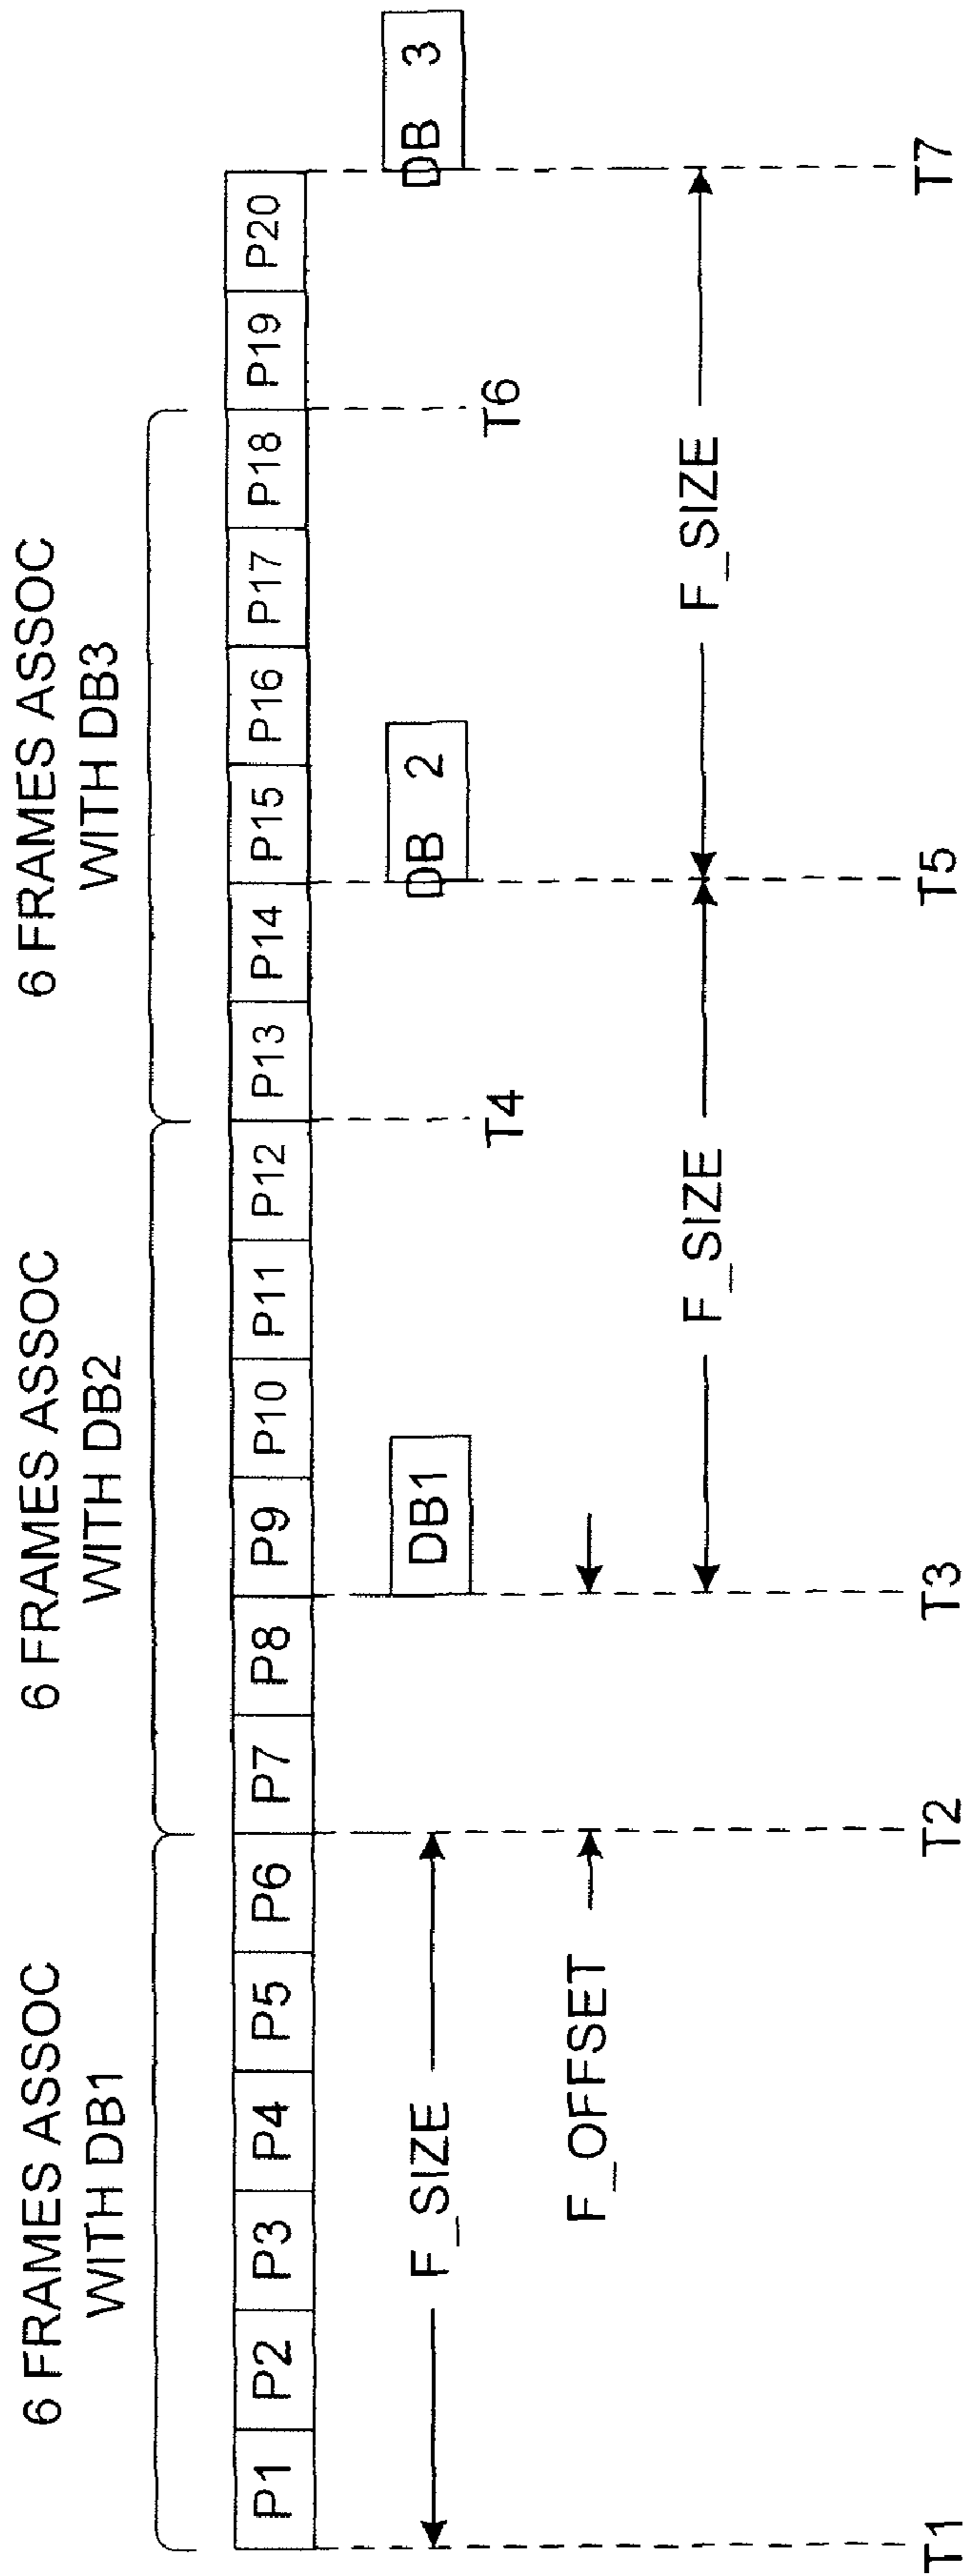 6 FRAMES ASSOC
WITH DB1
6 FRAMES ASSOC
WITH DB2
6 FRAMES ASSOC
WITH DB3
P1 P2 P3 P4 P5 P6 P7 P8 P9 P10 P11 P12 P13 P14 P15 P16 P17 P18 P19 P20
DB1
DB 2
DB 3
F_SIZE
T4
T6
F_OFFSET
F_SIZE
F_SIZE
T1
T2
T3
T5
T7